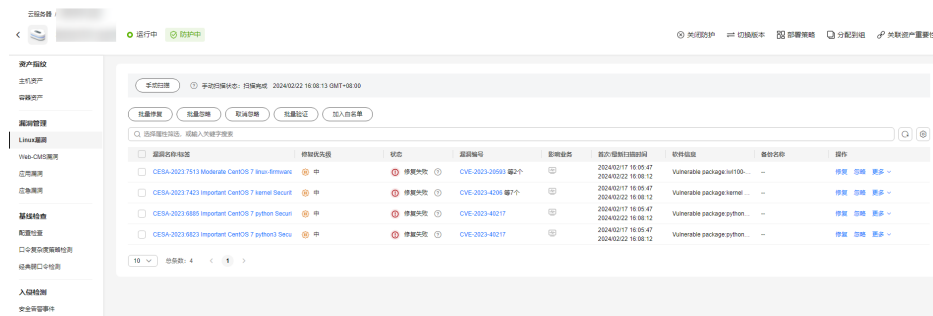 云服务器 /
运行中 防护中 关闭防护 切换版本 部署策略 分配到组 关联资产重要性
资产指纹
主机资产
容器资产
漏洞管理
Linux漏洞
Web-CMS漏洞
应用漏洞
应急漏洞
基线检查
配置检查
口令复杂度策略检测
经典弱口令检测
入侵检测
安全告警事件
手动扫描 手动扫描状态：扫描完成 2024/02/22 16:08:13 GMT+08:00
批量修复 批量忽略 取消忽略 批量验证 加入白名单
选择属性筛选，或输入关键字搜索
漏洞名称/标签 修复优先级 状态 漏洞编号 影响业务 首次/最新扫描时间 软件信息 备份名称 操作
CESA-2023:7513 Moderate CentOS 7 linux-firmware 中 修复失败 CVE-2023-20593 等2个 2024/02/17 16:05:47 Vulnerable package:iwl100-... -- 修复 忽略 更多
2024/02/22 16:08:12
CESA-2023:7423 Important CentOS 7 kernel Securit 中 修复失败 CVE-2023-4206 等7个 2024/02/17 16:05:47 Vulnerable package:kernel ... -- 修复 忽略 更多
2024/02/22 16:08:12
CESA-2023:6885 Important CentOS 7 python Securi 中 修复失败 CVE-2023-40217 2024/02/17 16:05:47 Vulnerable package:python... -- 修复 忽略 更多
2024/02/22 16:08:12
CESA-2023:6823 Important CentOS 7 python3 Secu 中 修复失败 CVE-2023-40217 2024/02/17 16:05:47 Vulnerable package:python... -- 修复 忽略 更多
2024/02/22 16:08:12
10 总条数：4 < 1 >